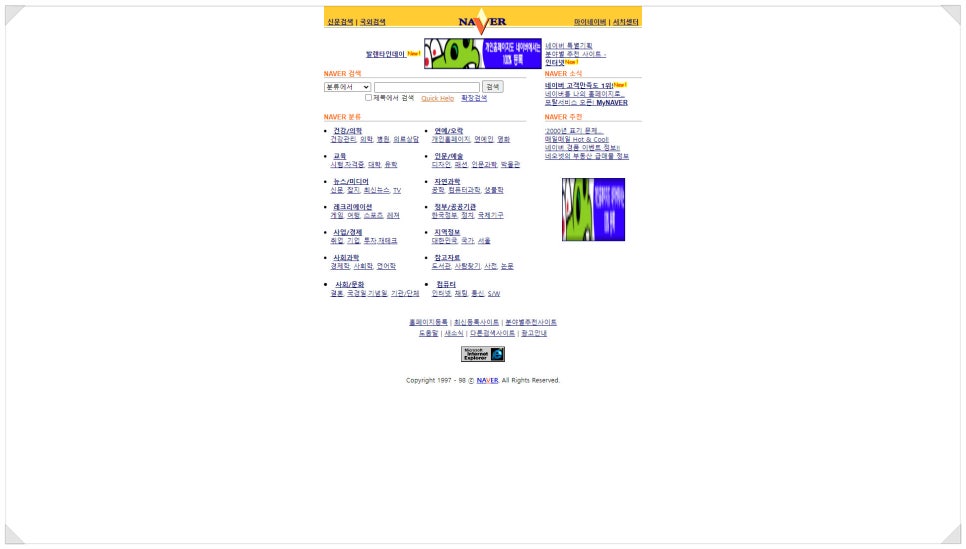 신문검색 | 국외검색
NAVER
마이네이버 | 서치센터
발렌타인데이 New!
개인홈페이지도 네이버에서는
100% 등록
네이버 특별기획
분야별 추천 사이트 -
인터넷 New!
NAVER 검색
분류에서
검색
제목에서 검색 Quick Help 확장검색
NAVER 소식
네이버 고객만족도 1위! New!
네이버를 나의 홈페이지로...
포탈서비스 오픈! MyNAVER
NAVER 분류
건강/의학
건강관리, 의학, 병원, 의료상담
연예/오락
개인홈페이지, 연예인, 영화
교육
시험,자격증, 대학, 유학
인문/예술
디자인, 패션, 인문과학, 박물관
뉴스/미디어
신문, 잡지, 최신뉴스, TV
자연과학
공학, 컴퓨터과학, 생물학
레크리에이션
게임, 여행, 스포츠, 레져
정부/공공기관
한국정부, 정치, 국제기구
사업/경제
취업, 기업, 투자,재테크
지역정보
대한민국, 국가, 서울
사회과학
경제학, 사회학, 언어학
참고자료
도서관, 사람찾기, 사전, 논문
사회/문화
결혼, 국경일,기념일, 기관/단체
컴퓨터
인터넷, 채팅, 통신, S/W
NAVER 추천
'2000년 표기 문제...
매일매일 Hot & Cool!
네이버 경품 이벤트 정보!!
네오넷의 부동산 급매물 정보
개인홈페이지도 네이버에서는
100% 등록
홈페이지등록 | 최신등록사이트 | 분야별추천사이트
도움말 | 새소식 | 다른검색사이트 | 광고안내
Microsoft Internet Explorer
Copyright 1997 - 98 ⓒ NAVER. All Rights Reserved.